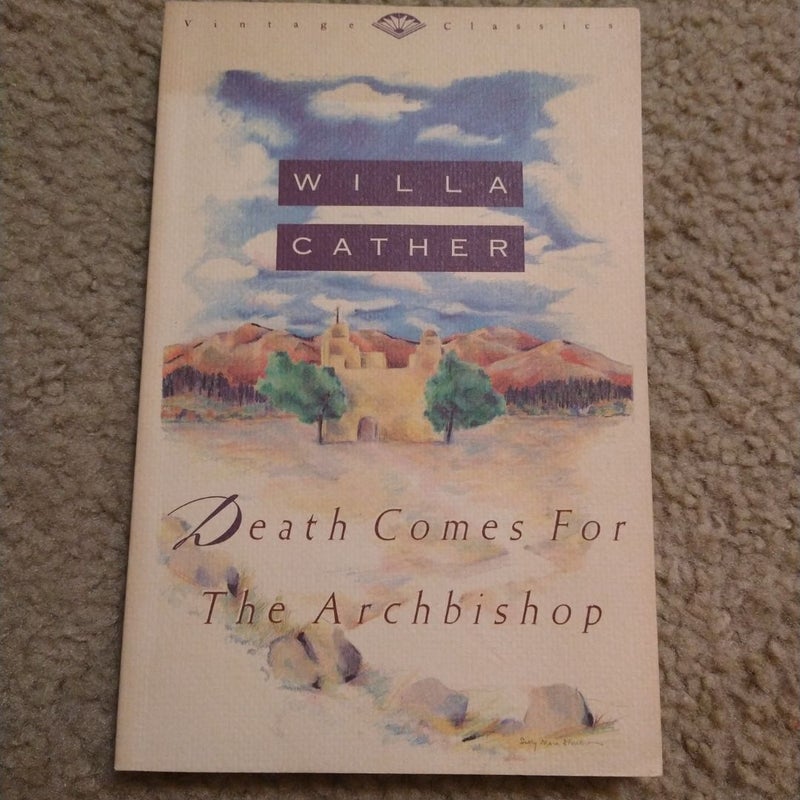 Vintage Classics
WILLA
CATHER
Death Comes For
The Archbishop